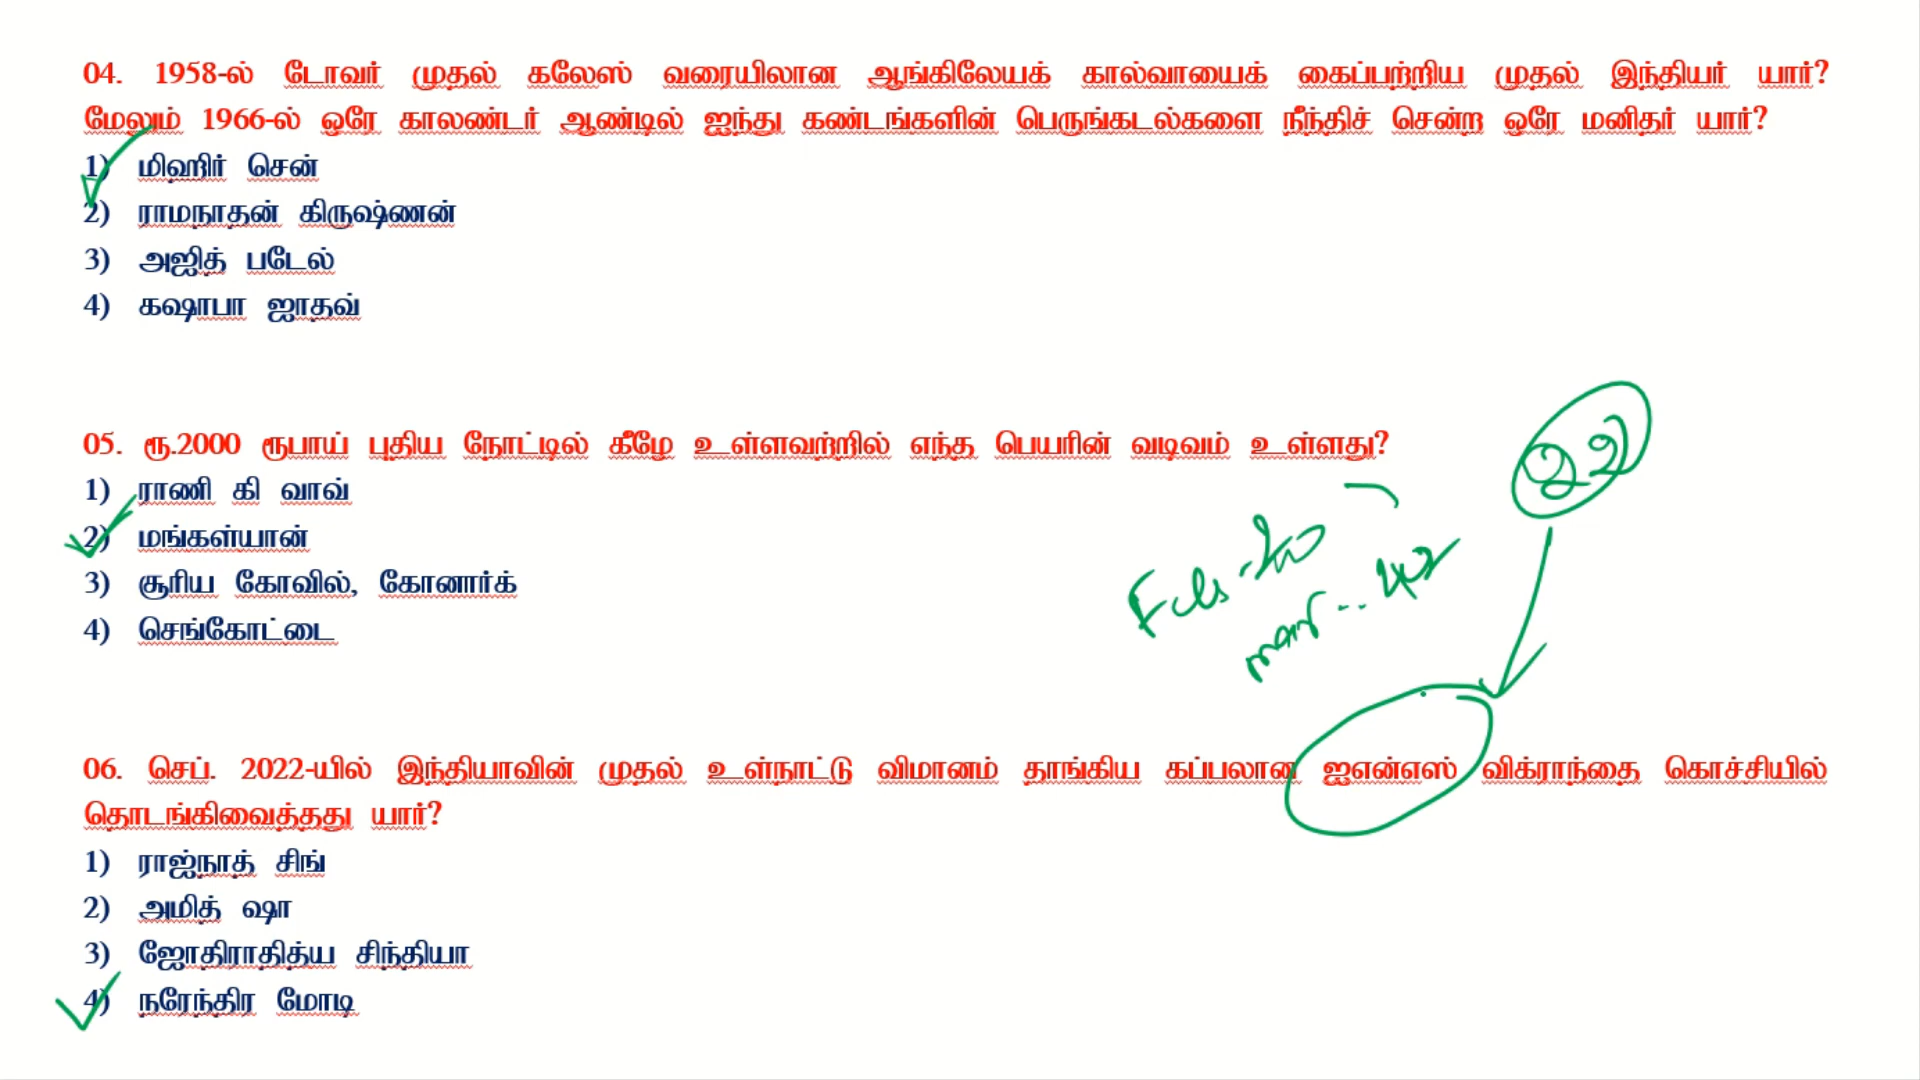 04. 1958-ல் டோவர் முதல் கலேஸ் வரையிலான ஆங்கிலேயக் கால்வாயைக் கைப்பற்றிய முதல் இந்தியர் யார்?
மேலும் 1966-ல் ஒரே காலண்டர் ஆண்டில் ஐந்து கண்டங்களின் பெருங்கடல்களை நீந்திச் சென்ற ஒரே மனிதர் யார்?
1) மிஹிர் சென்
2) ராமநாதன் கிருஷ்ணன்
3) அஜித் படேல்
4) கஷாபா ஜாதவ்
05. ரூ.2000 ரூபாய் புதிய நோட்டில் கீழே உள்ளவற்றில் எந்த பெயரின் வடிவம் உள்ளது?
1) ராணி கி வாவ்
2) மங்கள்யான்
3) சூரிய கோவில், கோனார்க்
4) செங்கோட்டை
06. செப். 2022-யில் இந்தியாவின் முதல் உள்நாட்டு விமானம் தாங்கிய கப்பலான ஐஎன்எஸ் விக்ராந்தை கொச்சியில்
தொடங்கிவைத்தது யார்?
1) ராஜ்நாத் சிங்
2) அமித் ஷா
3) ஜோதிராதித்ய சிந்தியா
4) நரேந்திர மோடி